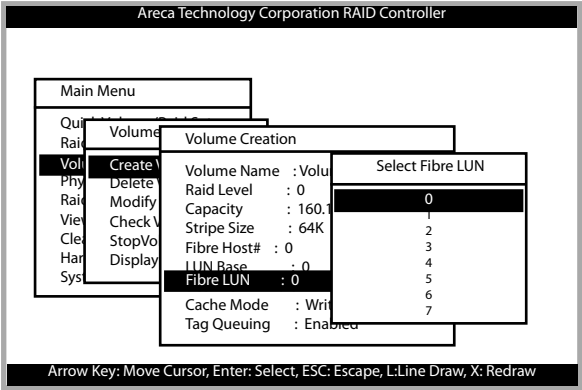 Areca Technology Corporation RAID Controller
Main Menu
Volume
Volume Creation
Select Fibre LUN
Create
Delete
Modify
Check
Display
Volume Name :
Raid Level : 0
Capacity : 160.1
Stripe Size : 64K
Fibre Host# : 0
LUN Base : 0
Fibre LUN : 0
Cache Mode :
Tag Queuing : Enabled
0
1
2
3
4
5
6
7
Arrow Key: Move Cursor, Enter: Select, ESC: Escape, L:Line Draw, X: Redraw